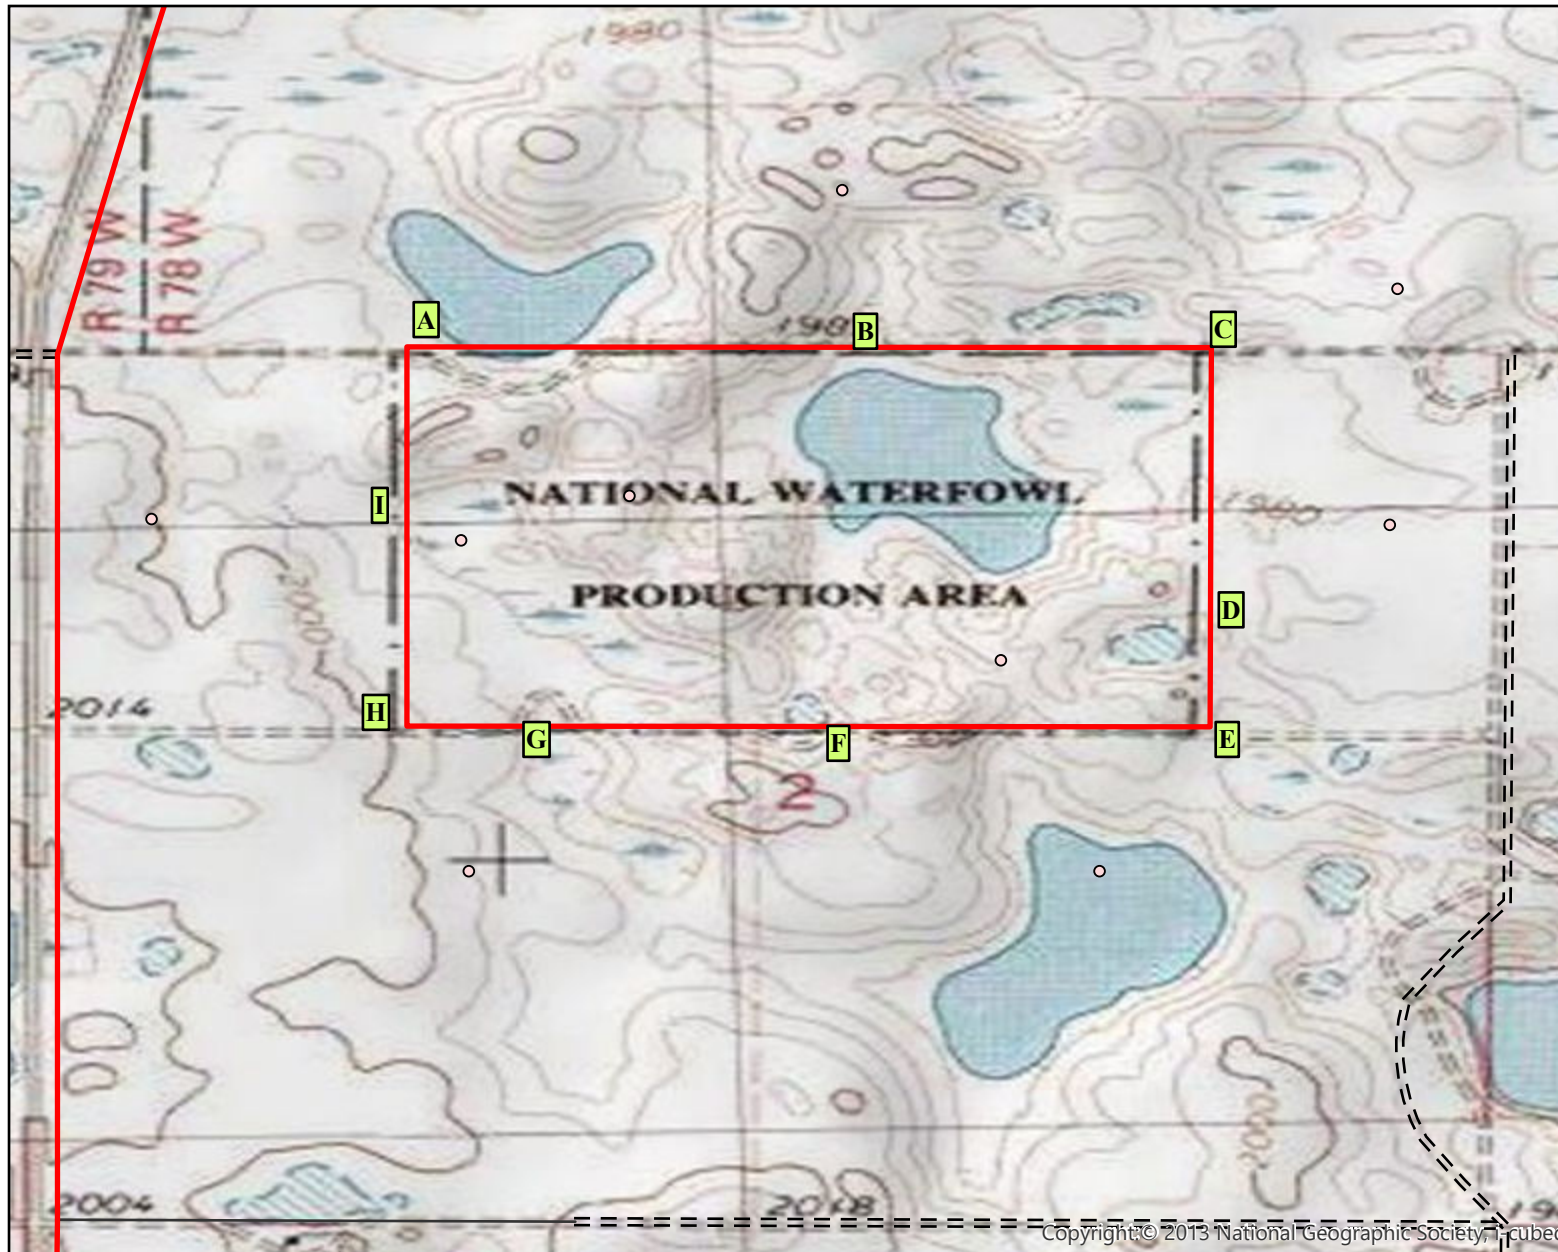 1980
R 79 W
R 78 W
A
198
B
C
I
NATIONAL WATERFOWL
1980
PRODUCTION AREA
D
2000
2014
H
G
F
E
2
2004
2018
Copyright:© 2013 National Geographic Society, i-cubed